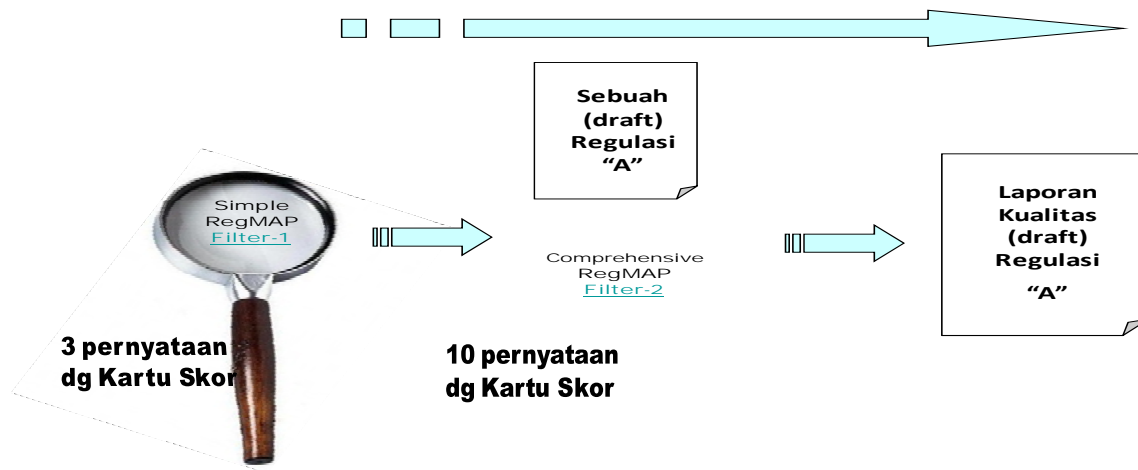 Sebuah
(draft)
Regulasi
“A”
Simple
RegMAP
Filter-1
Comprehensive
RegMAP
Filter-2
Laporan
Kualitas
(draft)
Regulasi
“A”
3 pernyataan
dg Kartu Skor
10 pernyataan
dg Kartu Skor